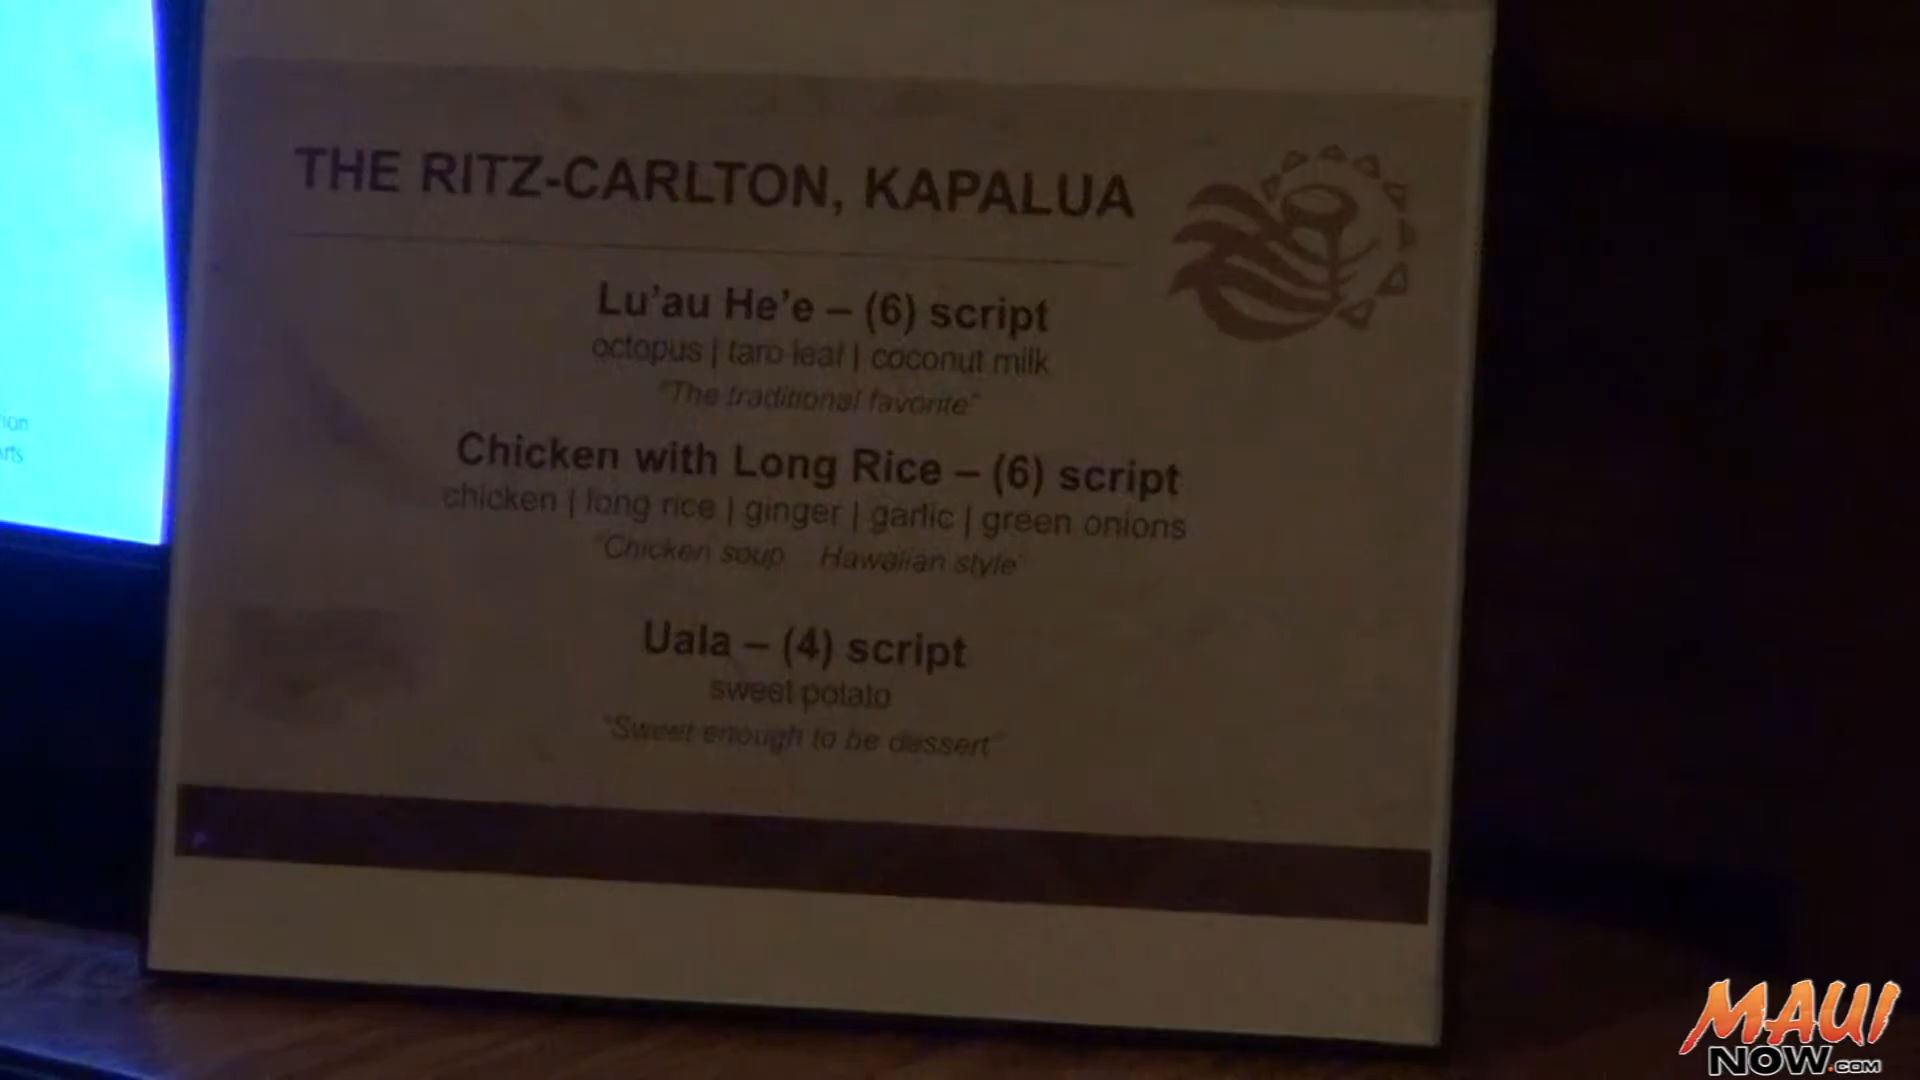 THE RITZ-CARLTON, KAPALUA
Lu'au He'e – (6) script
octopus | taro leaf | coconut milk
"The traditional favorite"
Chicken with Long Rice – (6) script
chicken | long rice | ginger | garlic | green onions
"Chicken soup Hawaiian style"
Uala – (4) script
sweet potato
"Sweet enough to be dessert"
MAUI
NOW.COM